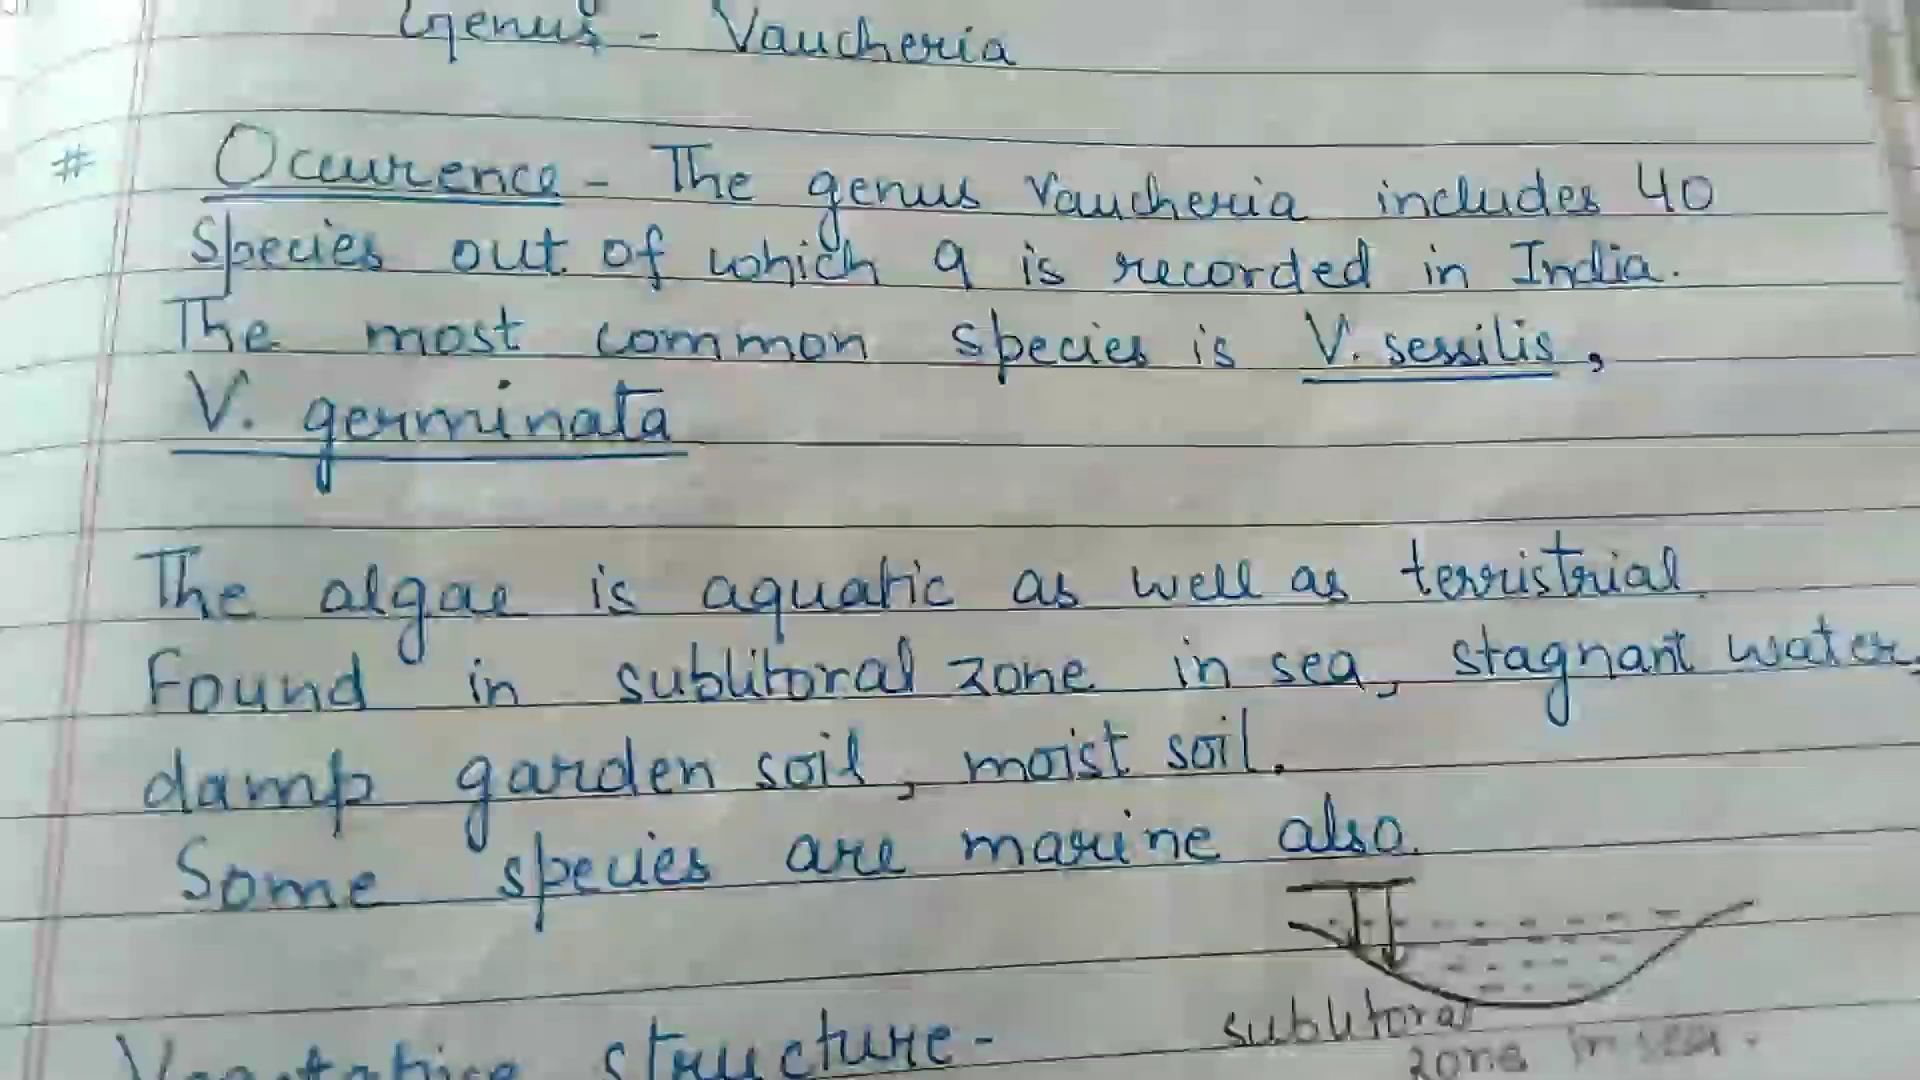 Genus - Vaucheria
# Occurence - The genus Vaucheria includes 40
Species out of which 9 is recorded in India.
The most common species is V. sessilis,
V. germinata
The algae is aquatic as well as terristrial.
Found in sublitoral zone in sea, stagnant water,
damp garden soil, moist soil.
Some species are marine also.
sublitoral
zone in sea.
Vegetative structure-